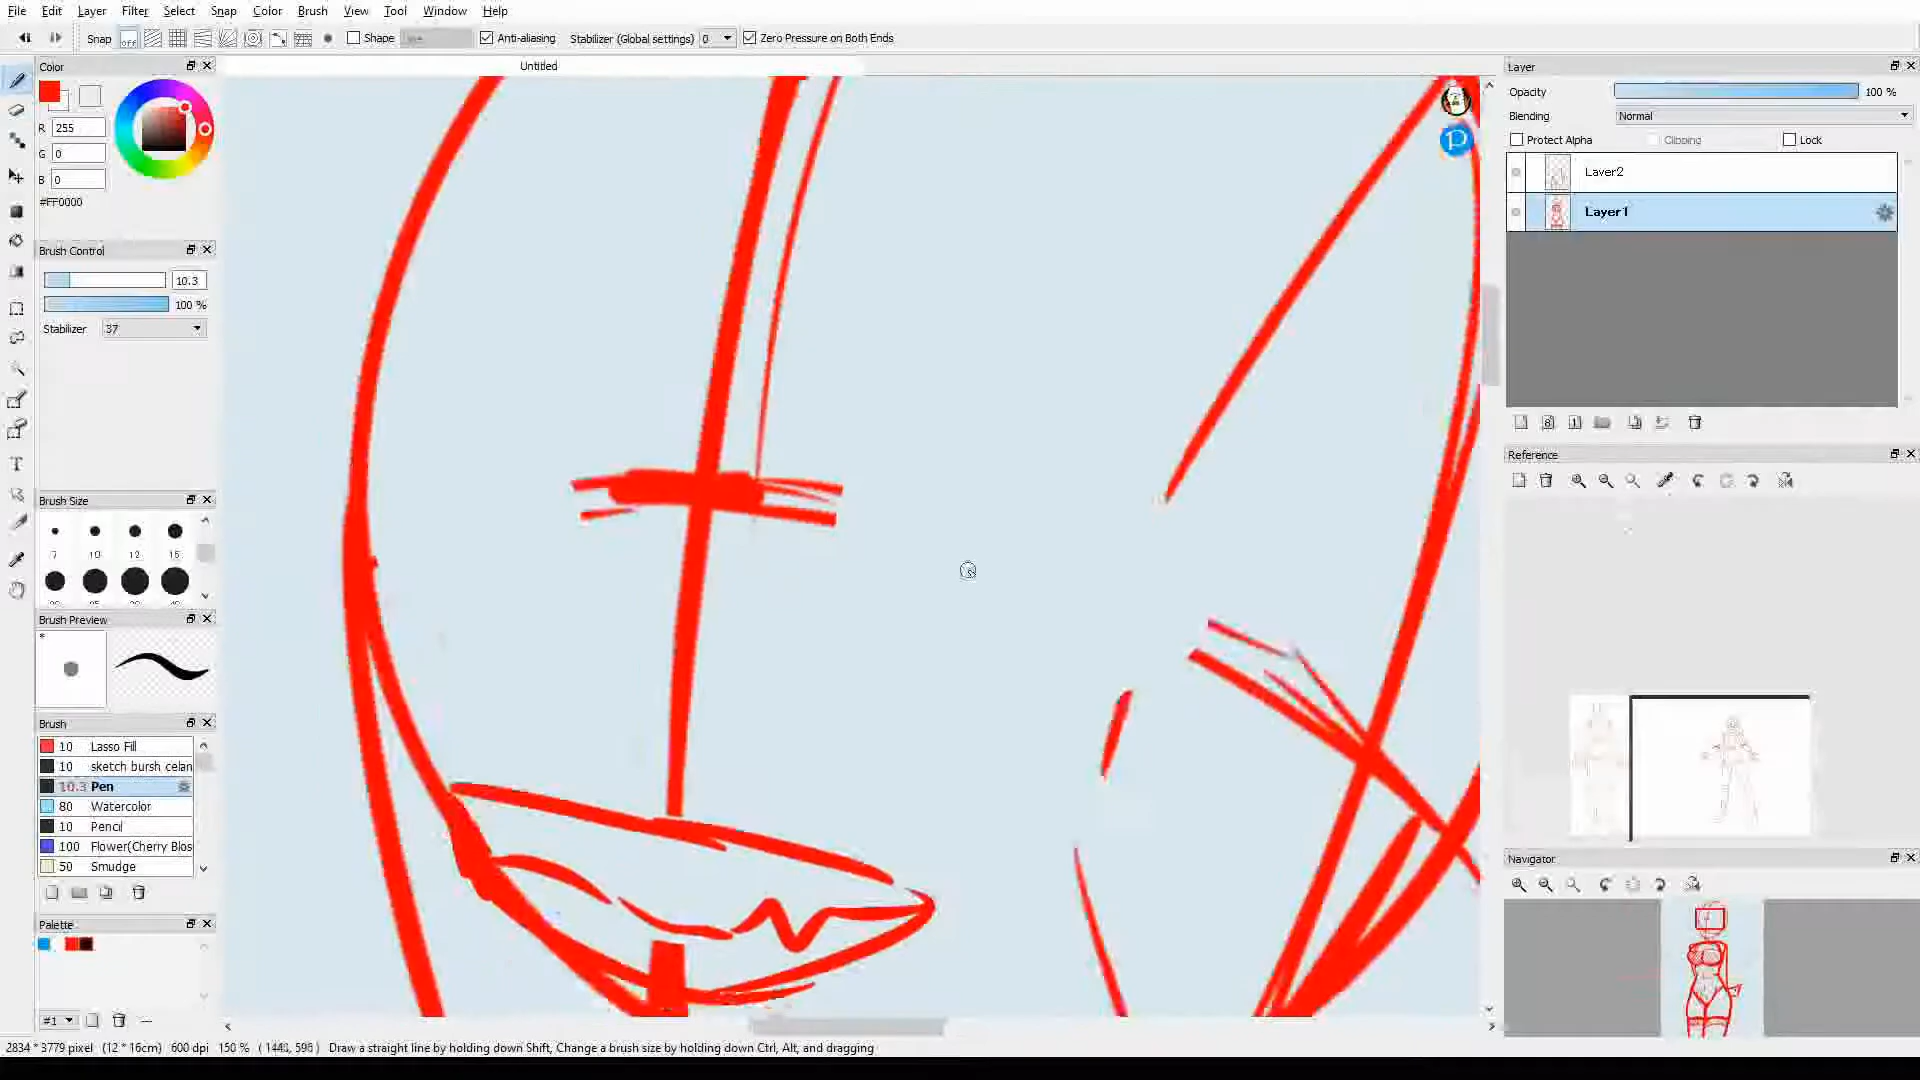 File Edit Layer Filter Select Snap Color Brush View Tool Window Help
Snap off Shape Anti-aliasing Stabilizer (Global settings) 0 Zero Pressure on Both Ends
Color
Untitled
Layer
R 255
G 0
B 0
#FF0000
Opacity 100 %
Blending Normal
Protect Alpha Clipping Lock
Layer2
Layer1
Brush Control
10.3
100 %
Stabilizer 37
Reference
Brush Size
7 10 12 15
Brush Preview
*
Brush
10 Lasso Fill
10 sketch bursh celan
10.3 Pen
80 Watercolor
10 Pencil
100 Flower(Cherry Blos
50 Smudge
Navigator
Palette
#1
2834 * 3779 pixel (12 * 16cm) 600 dpi 150 % ( 1443, 596 ) Draw a straight line by holding down Shift, Change a brush size by holding down Ctrl, Alt, and dragging